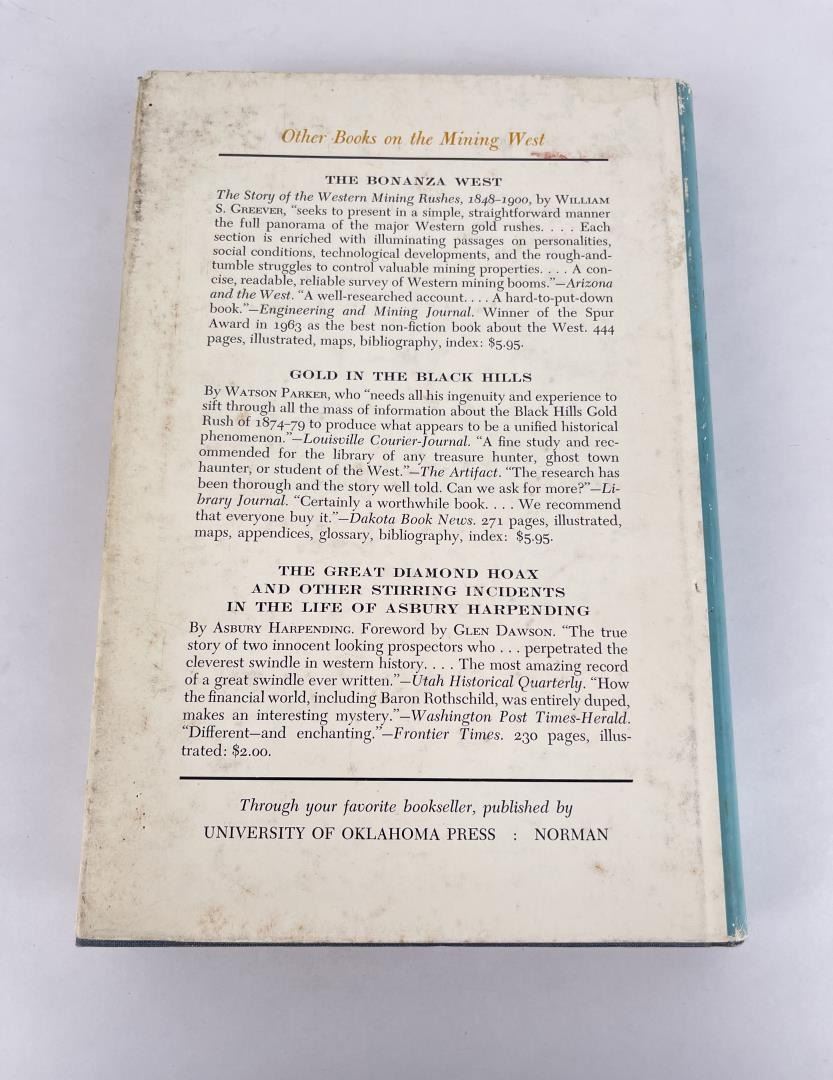 Other Books on the Mining West
THE BONANZA WEST
The Story of the Western Mining Rushes, 1848–1900, by WILLIAM
S. GREEVER, “seeks to present in a simple, straightforward manner
the full panorama of the major Western gold rushes. . . . Each
section is enriched with illuminating passages on personalities,
social conditions, technological developments, and the rough-and-
tumble struggles to control valuable mining properties. . . . A con-
cise, readable, reliable survey of Western mining booms.”—Arizona
and the West. “A well-researched account. . . . A hard-to-put-down
book.”—Engineering and Mining Journal. Winner of the Spur
Award in 1963 as the best non-fiction book about the West. 444
pages, illustrated, maps, bibliography, index: $5.95.
GOLD IN THE BLACK HILLS
By WATSON PARKER, who “needs all his ingenuity and experience to
sift through all the mass of information about the Black Hills Gold
Rush of 1874–79 to produce what appears to be a unified historical
phenomenon.”—Louisville Courier-Journal. “A fine study and rec-
ommended for the library of any treasure hunter, ghost town
haunter, or student of the West.”—The Artifact. “The research has
been thorough and the story well told. Can we ask for more?”—Li-
brary Journal. “Certainly a worthwhile book. . . . We recommend
that everyone buy it.”—Dakota Book News. 271 pages, illustrated,
maps, appendices, glossary, bibliography, index: $5.95.
THE GREAT DIAMOND HOAX
AND OTHER STIRRING INCIDENTS
IN THE LIFE OF ASBURY HARPENDING
By ASBURY HARPENDING. Foreword by GLEN DAWSON. “The true
story of two innocent looking prospectors who . . . perpetrated the
cleverest swindle in western history. . . . The most amazing record
of a great swindle ever written.”—Utah Historical Quarterly. “How
the financial world, including Baron Rothschild, was entirely duped,
makes an interesting mystery.”—Washington Post Times-Herald.
“Different—and enchanting.”—Frontier Times. 230 pages, illus-
trated: $2.00.
Through your favorite bookseller, published by
UNIVERSITY OF OKLAHOMA PRESS : NORMAN